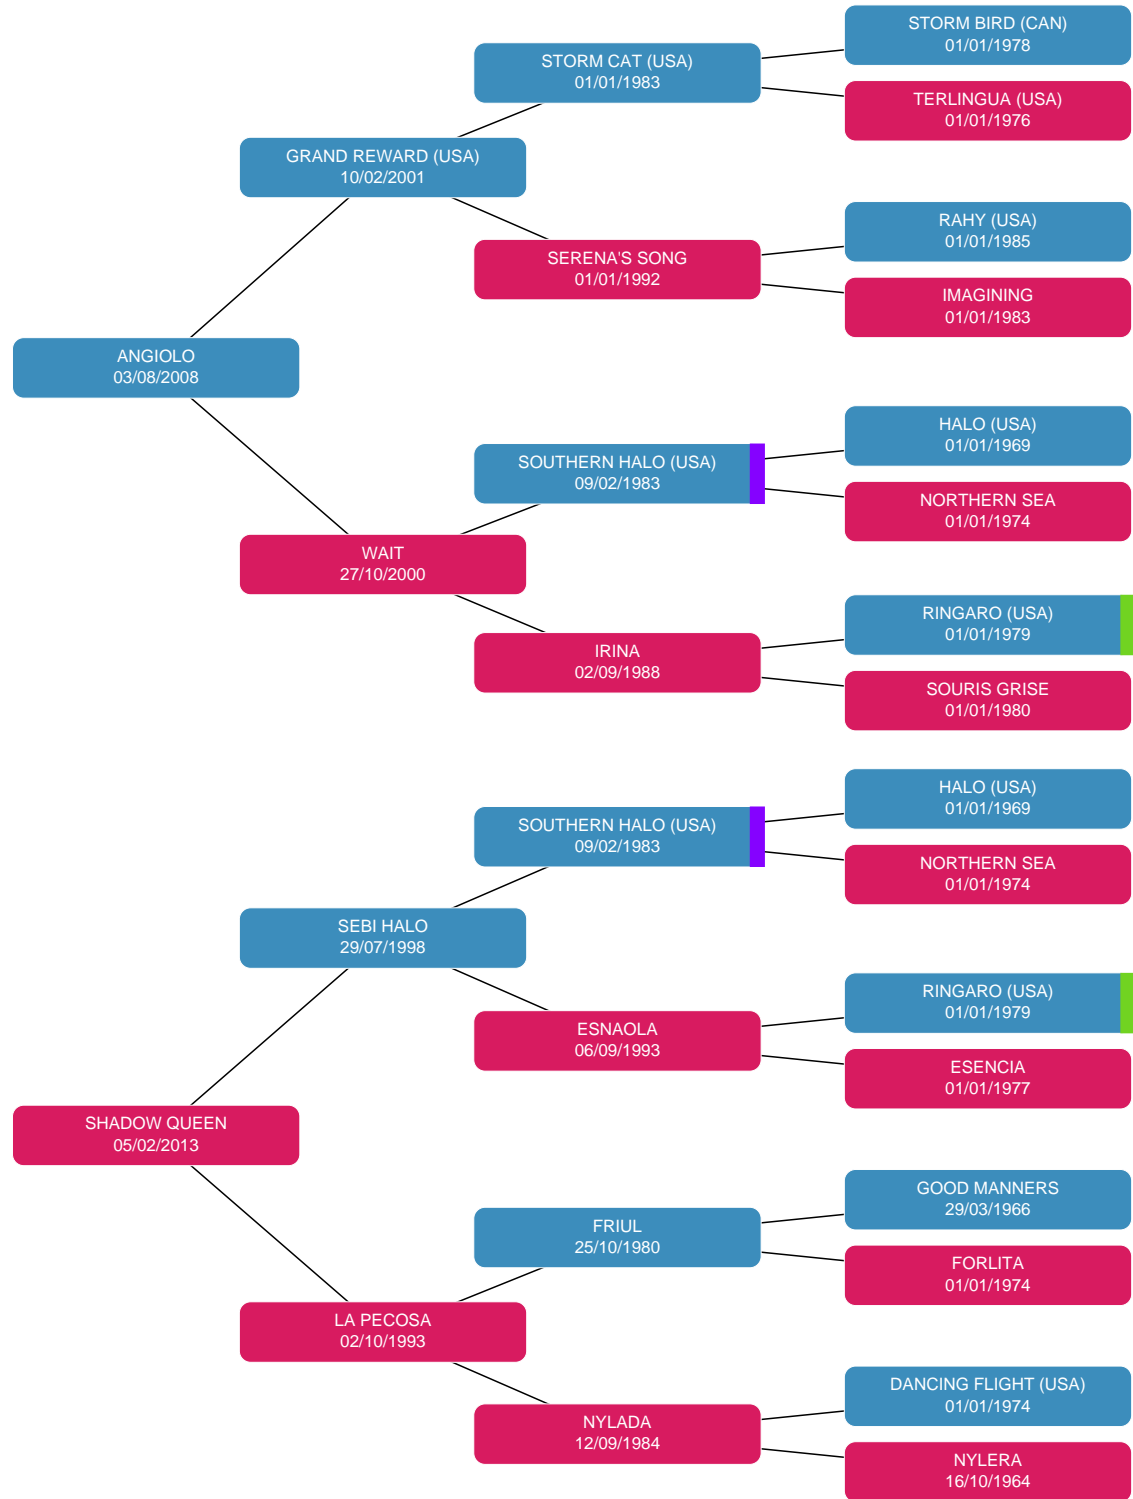 STORM BIRD (CAN)
01/01/1978
STORM CAT (USA)
01/01/1983
TERLINGUA (USA)
01/01/1976
GRAND REWARD (USA)
10/02/2001
RAHY (USA)
01/01/1985
SERENA'S SONG
01/01/1992
IMAGINING
01/01/1983
ANGIOLO
03/08/2008
HALO (USA)
01/01/1969
SOUTHERN HALO (USA)
09/02/1983
NORTHERN SEA
01/01/1974
WAIT
27/10/2000
RINGARO (USA)
01/01/1979
IRINA
02/09/1988
SOURIS GRISE
01/01/1980
HALO (USA)
01/01/1969
SOUTHERN HALO (USA)
09/02/1983
NORTHERN SEA
01/01/1974
SEBI HALO
29/07/1998
RINGARO (USA)
01/01/1979
ESNAOLA
06/09/1993
ESENCIA
01/01/1977
SHADOW QUEEN
05/02/2013
GOOD MANNERS
29/03/1966
FRIUL
25/10/1980
FORLITA
01/01/1974
LA PECOSA
02/10/1993
DANCING FLIGHT (USA)
01/01/1974
NYLADA
12/09/1984
NYLERA
16/10/1964